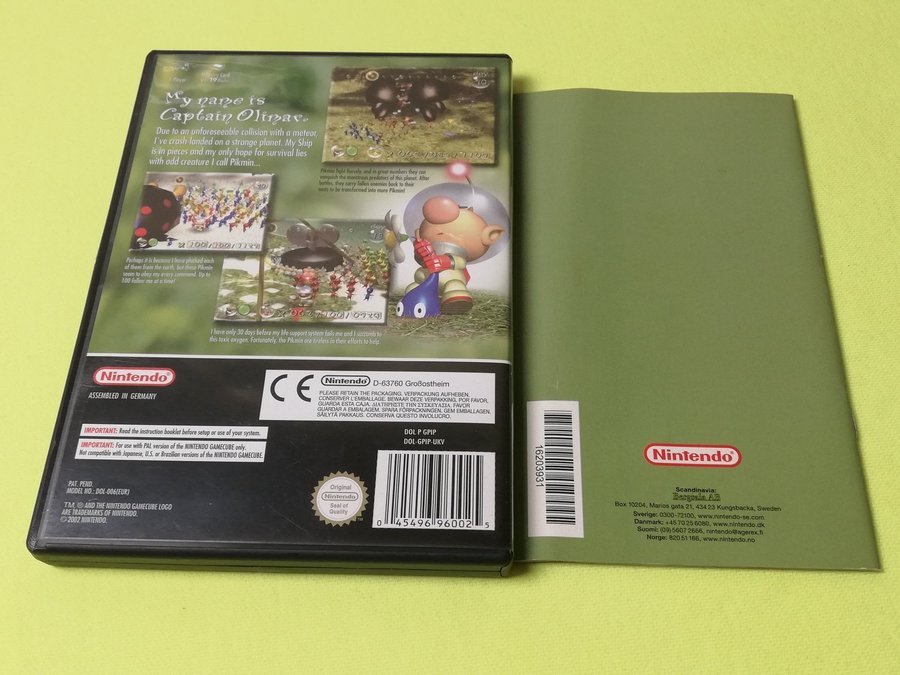 Player
My name is
Captain Olimar.
Due to an unforeseeable collision with a meteor,
I've crash-landed on a strange planet. My Ship
is in pieces and my only hope for survival lies
with odd creature I call Pikmin...
Pikmin fight bravely, and in great numbers they can
vanquish the monstrous predators of this planet. After
battles, they carry fallen enemies back to their
nests to be transformed into more Pikmin!
100/100/1129
Perhaps it is because I have plucked each
of them from the earth, but these Pikmin
seem to obey my every command. Up to
100 follow me at a time!
I have only 30 days before my life-support system fails me and I succumb to
this toxic oxygen. Fortunately, the Pikmin are tireless in their efforts to help.
Nintendo
ASSEMBLED IN GERMANY
CE Nintendo D-63760 Großostheim
PLEASE RETAIN THE PACKAGING. VERPACKUNG AUFHEBEN.
CONSERVER L'EMBALLAGE. BEWAAR DEZE VERPAKKING. POR FAVOR,
GUARDA ESTA CAJA. ΔΙΑΤΗΡΗΣΤΕ ΤΗΝ ΣΥΣΚΕΥΑΣΙΑ. FAVOR
GUARDAR A EMBALAGEM. SPARA FÖRPACKNINGEN. GEM EMBALLAGEN.
SÄILYTÄ PAKKAUS. CONSERVA QUESTO INVOLUCRO.
DOL P GPIP
DOL-GPIP-UKV
IMPORTANT: Read the instruction booklet before setup or use of your system.
IMPORTANT: For use with PAL version of the NINTENDO GAMECUBE only.
Not compatible with Japanese, U.S. or Brazilian versions of the NINTENDO GAMECUBE.
PAT. PEND.
MODEL NO.: DOL-006(EUR)
TM, ® AND THE NINTENDO GAMECUBE LOGO
ARE TRADEMARKS OF NINTENDO.
© 2002 NINTENDO.
Original
Nintendo
Seal of
Quality
0 45496 96002 5
16203931
Nintendo
Scandinavia:
Bergsala AB
Box 10204, Marios gata 21, 434 23 Kungsbacka, Sweden
Sverige: 0300-72100, www.nintendo-se.com
Danmark: +45 70 25 6080, www.nintendo.dk
Suomi: (09) 5607 2666, nintendo@agerex.fi
Norge: 820 51 166, www.nintendo.no